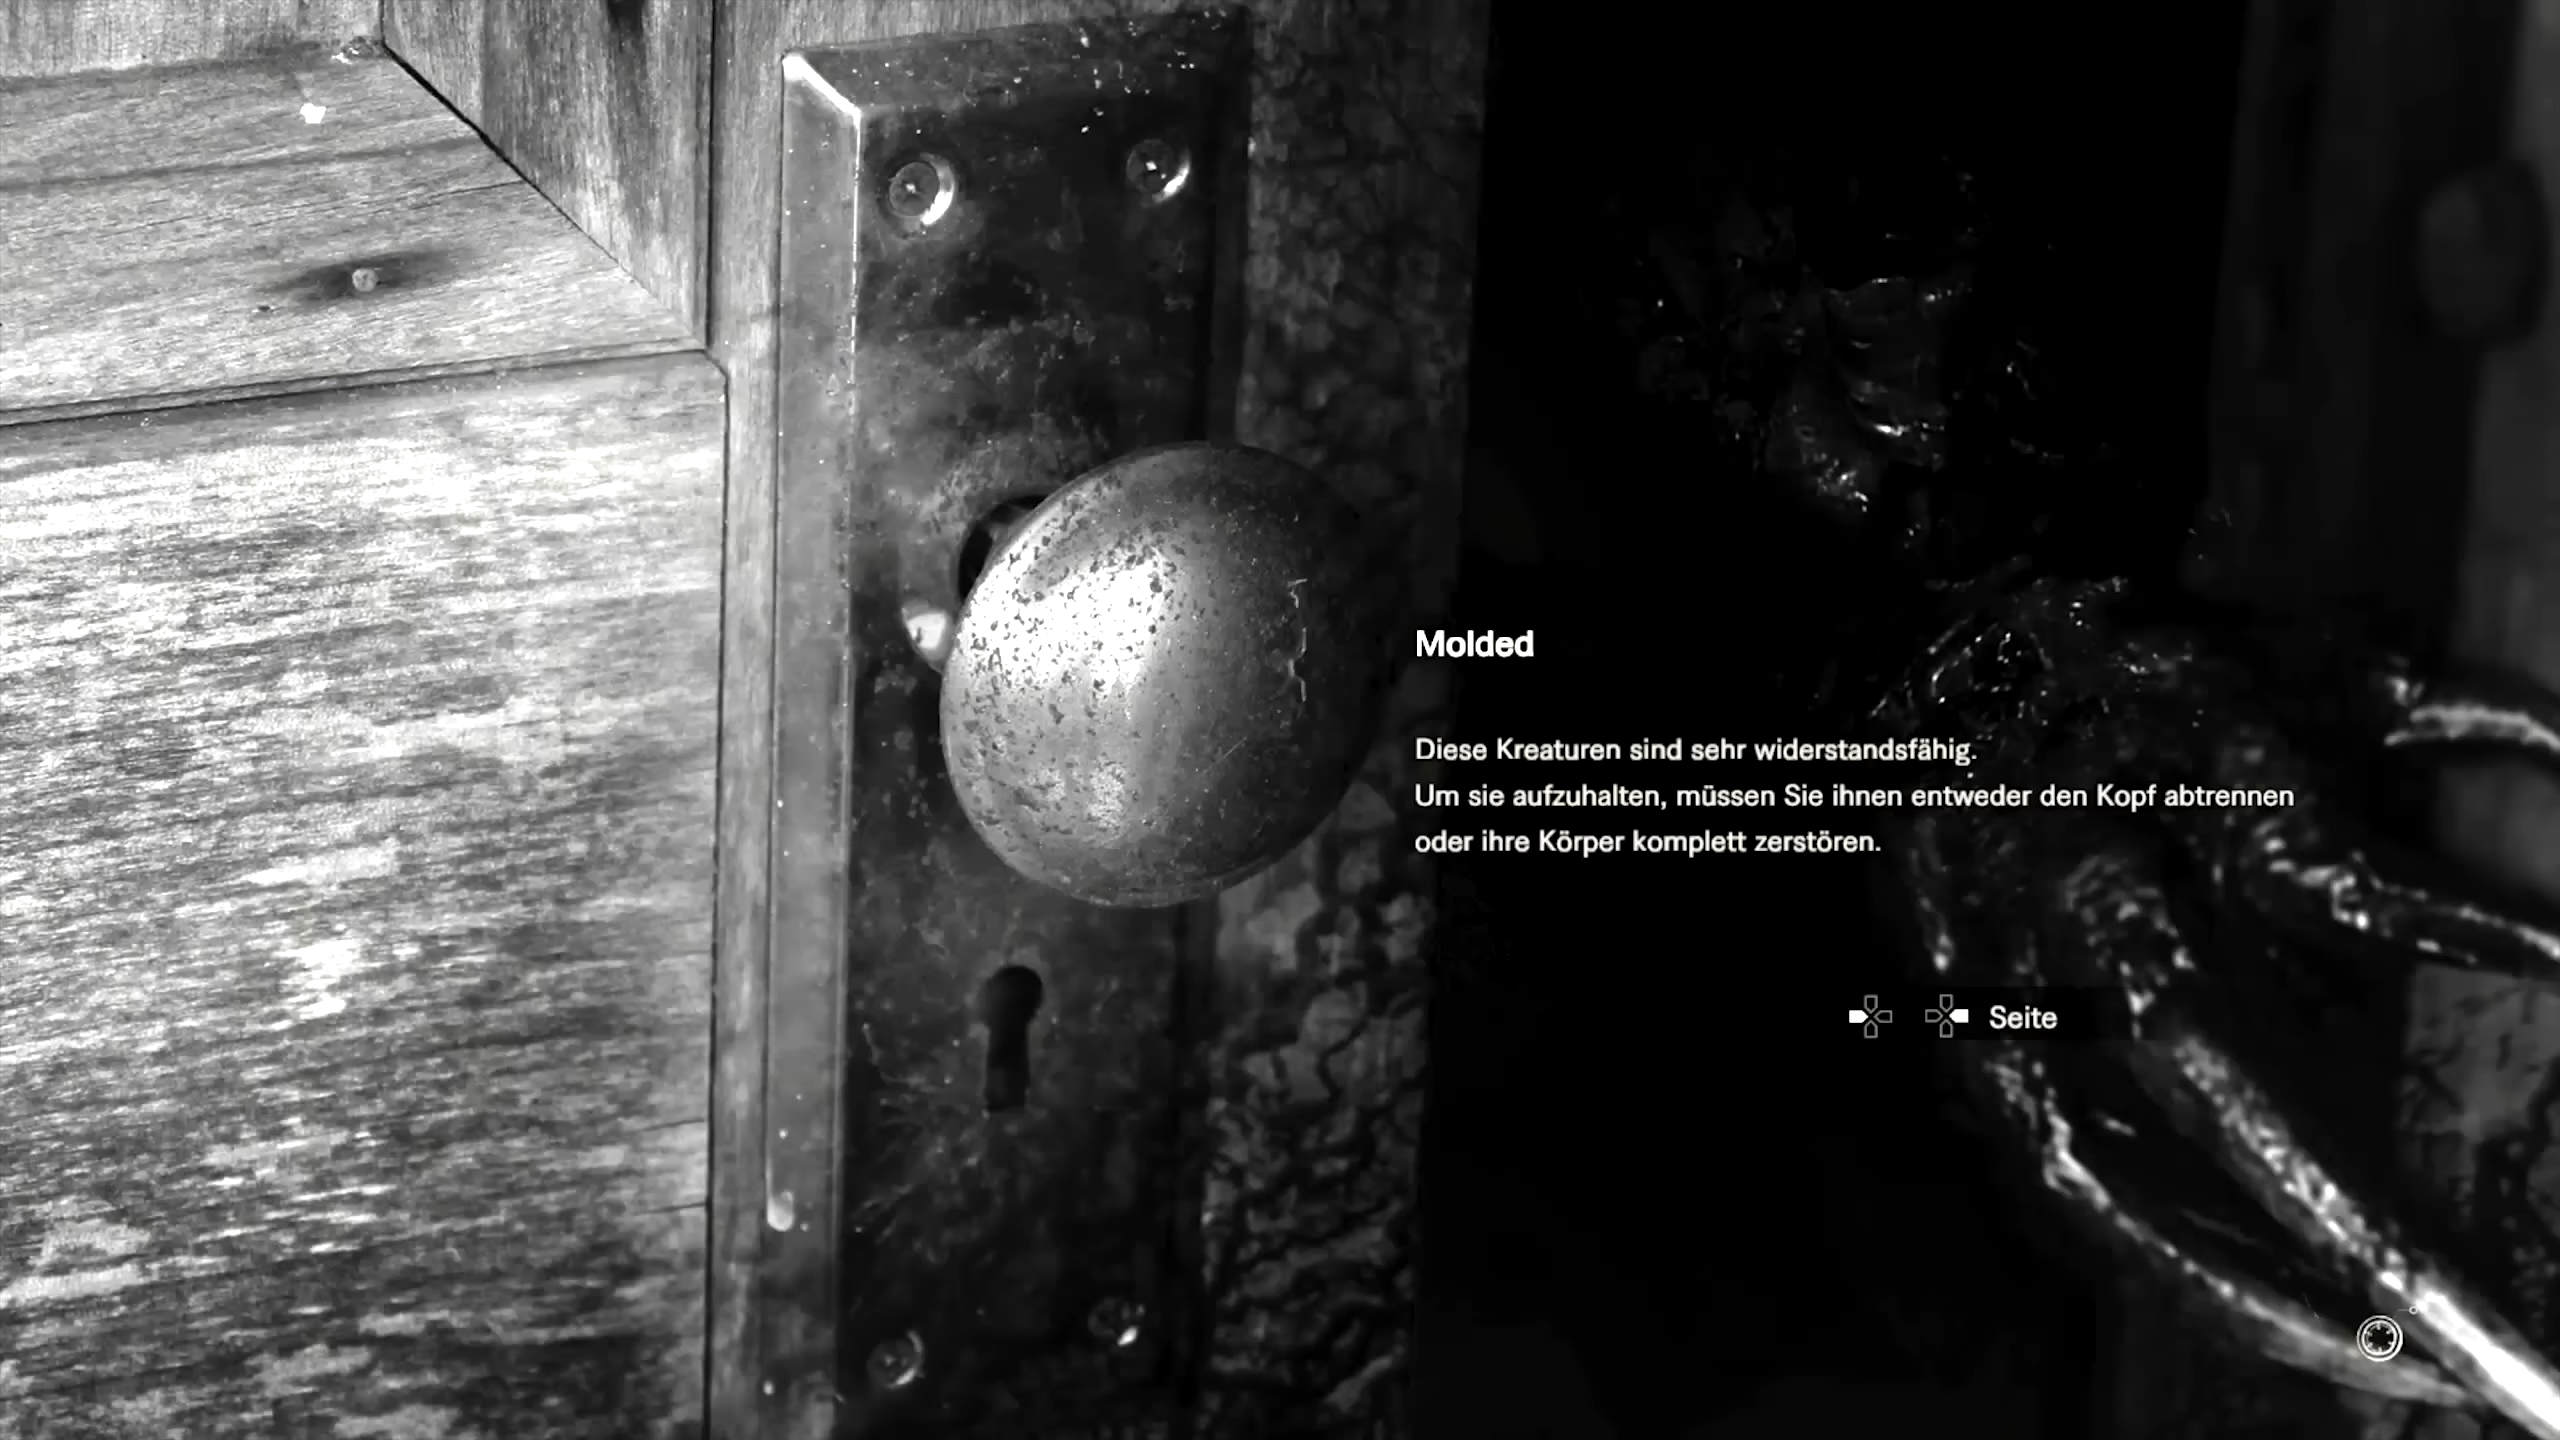 Molded
Diese Kreaturen sind sehr widerstandsfähig.
Um sie aufzuhalten, müssen Sie ihnen entweder den Kopf abtrennen
oder ihre Körper komplett zerstören.
Seite